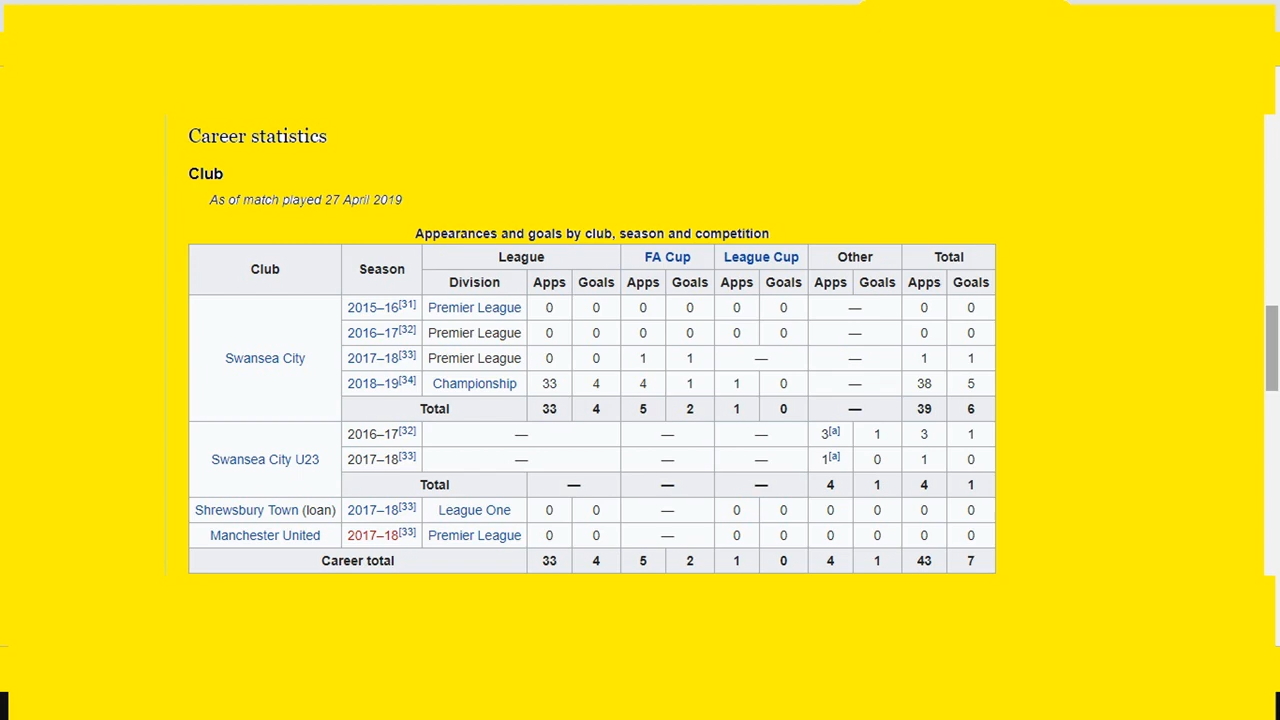 Career statistics
Club
As of match played 27 April 2019
Appearances and goals by club, season and competition
Club Season League FA Cup League Cup Other Total
Division Apps Goals Apps Goals Apps Goals Apps Goals Apps Goals
Swansea City 2015–16[31] Premier League 0 0 0 0 0 0 — 0 0
2016–17[32] Premier League 0 0 0 0 0 0 — 0 0
2017–18[33] Premier League 0 0 1 1 — — 1 1
2018–19[34] Championship 33 4 4 1 1 0 — 38 5
Total 33 4 5 2 1 0 — 39 6
Swansea City U23 2016–17[32] — — — 3[a] 1 3 1
2017–18[33] — — — 1[a] 0 1 0
Total — — — 4 1 4 1
Shrewsbury Town (loan) 2017–18[33] League One 0 0 — 0 0 0 0 0 0
Manchester United 2017–18[33] Premier League 0 0 — 0 0 0 0 0 0
Career total 33 4 5 2 1 0 4 1 43 7